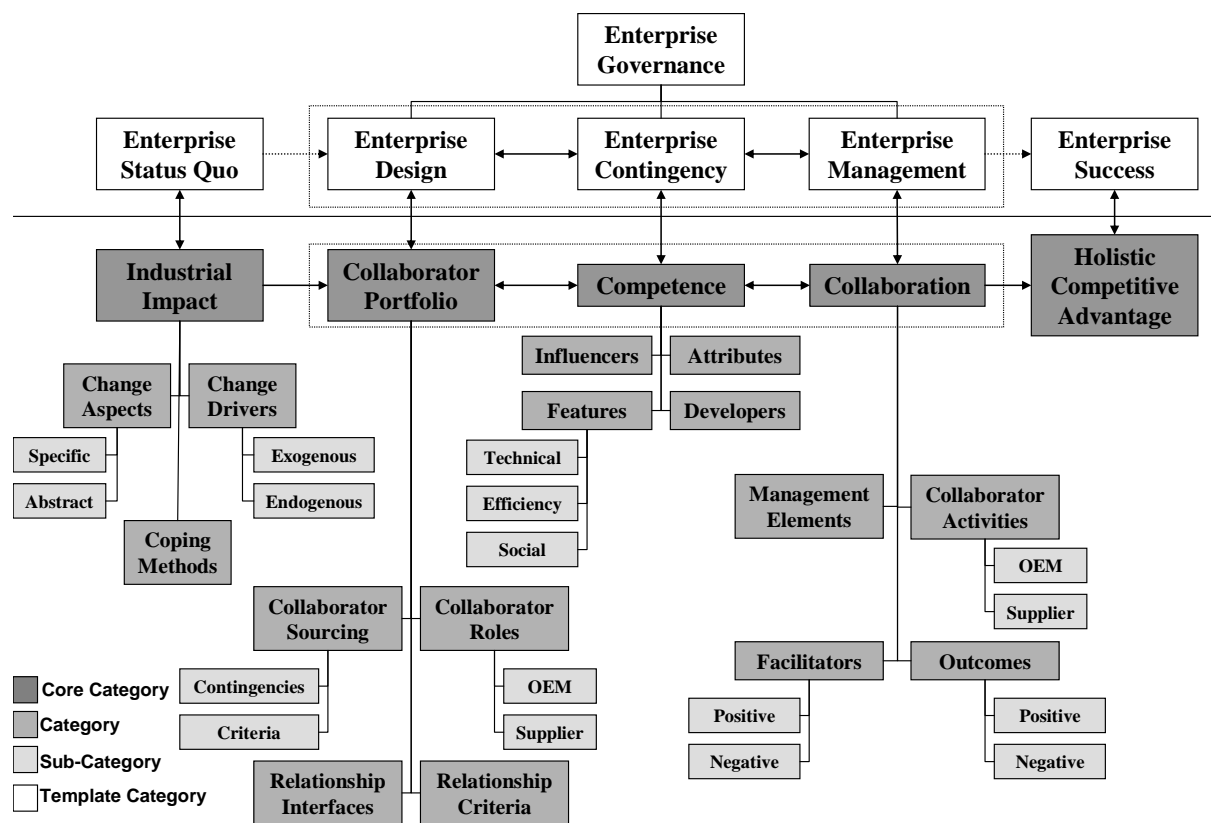 Enterprise
Governance
Enterprise
Status Quo
Enterprise
Design
Enterprise
Contingency
Enterprise
Management
Enterprise
Success
Industrial
Impact
Collaborator
Portfolio
Competence
Collaboration
Holistic
Competitive
Advantage
Influencers
Attributes
Change
Aspects
Change
Drivers
Features
Developers
Specific
Exogenous
Technical
Abstract
Endogenous
Efficiency
Management
Elements
Collaborator
Activities
Coping
Methods
Social
OEM
Supplier
Collaborator
Sourcing
Collaborator
Roles
Facilitators
Outcomes
Contingencies
OEM
Positive
Positive
Criteria
Supplier
Negative
Negative
Relationship
Interfaces
Relationship
Criteria
Core Category
Category
Sub-Category
Template Category